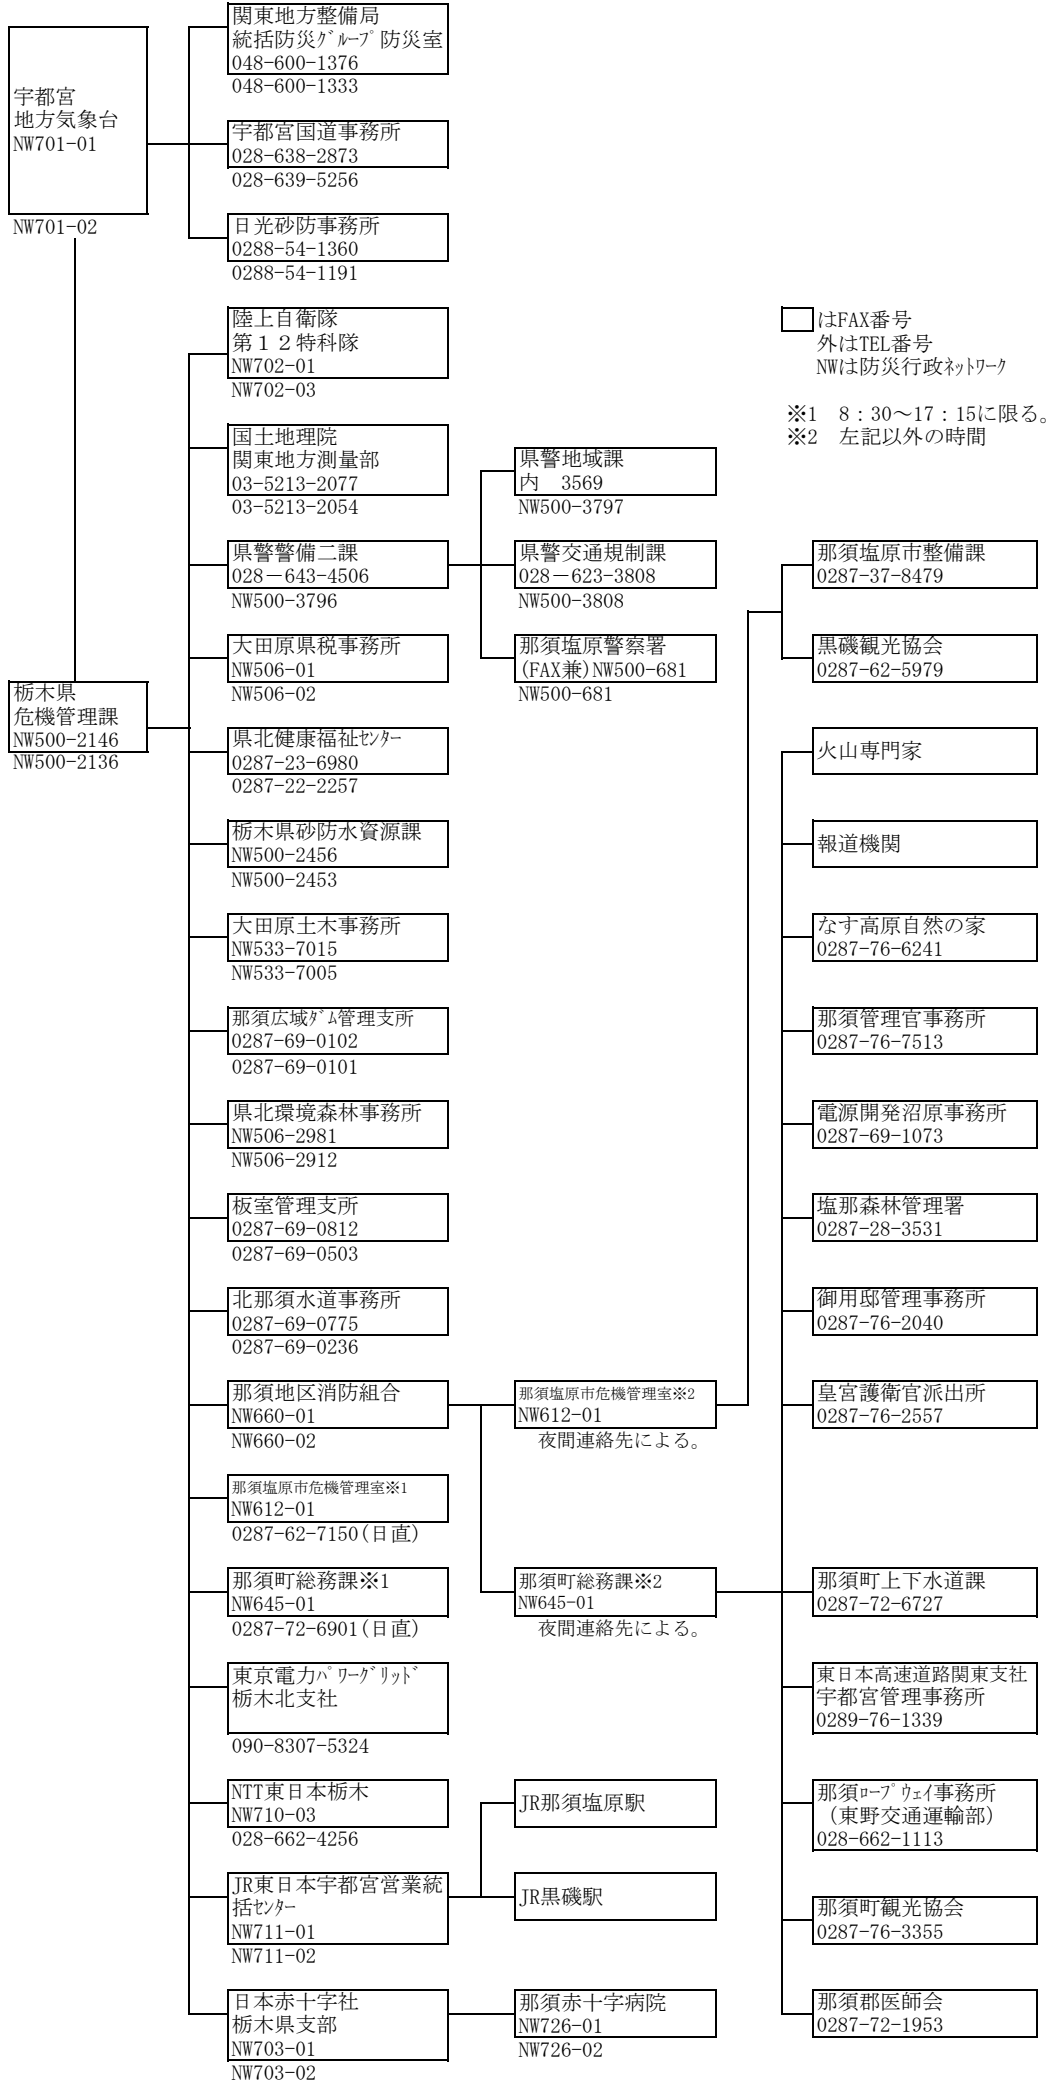 宇都宮
地方気象台
NW701-01
NW701-02
栃木県
危機管理課
NW500-2146
NW500-2136
関東地方整備局
統括防災ｸﾞﾙｰﾌﾟ防災室
048-600-1376
048-600-1333
宇都宮国道事務所
028-638-2873
028-639-5256
日光砂防事務所
0288-54-1360
0288-54-1191
陸上自衛隊
第１２特科隊
NW702-01
NW702-03
国土地理院
関東地方測量部
03-5213-2077
03-5213-2054
県警警備二課
028－643-4506
NW500-3796
大田原県税事務所
NW506-01
NW506-02
県北健康福祉ｾﾝﾀｰ
0287-23-6980
0287-22-2257
栃木県砂防水資源課
NW500-2456
NW500-2453
大田原土木事務所
NW533-7015
NW533-7005
那須広域ﾀﾞﾑ管理支所
0287-69-0102
0287-69-0101
県北環境森林事務所
NW506-2981
NW506-2912
板室管理支所
0287-69-0812
0287-69-0503
北那須水道事務所
0287-69-0775
0287-69-0236
那須地区消防組合
NW660-01
NW660-02
那須塩原市危機管理室※1
NW612-01
0287-62-7150(日直)
那須町総務課※1
NW645-01
0287-72-6901(日直)
東京電力ﾊﾟﾜｰｸﾞﾘｯﾄﾞ
栃木北支社
090-8307-5324
NTT東日本栃木
NW710-03
028-662-4256
JR東日本宇都宮営業統
括ｾﾝﾀｰ
NW711-01
NW711-02
日本赤十字社
栃木県支部
NW703-01
NW703-02
県警地域課
内　3569
NW500-3797
県警交通規制課
028－623-3808
NW500-3808
那須塩原警察署
(FAX兼)NW500-681
NW500-681
那須塩原市危機管理室※2
NW612-01
夜間連絡先による。
那須町総務課※2
NW645-01
夜間連絡先による。
JR那須塩原駅
JR黒磯駅
那須赤十字病院
NW726-01
NW726-02
はFAX番号
外はTEL番号
NWは防災行政ﾈｯﾄﾜｰｸ
※1　8：30～17：15に限る。
※2　左記以外の時間
那須塩原市整備課
0287-37-8479
黒磯観光協会
0287-62-5979
火山専門家
報道機関
なす高原自然の家
0287-76-6241
那須管理官事務所
0287-76-7513
電源開発沼原事務所
0287-69-1073
塩那森林管理署
0287-28-3531
御用邸管理事務所
0287-76-2040
皇宮護衛官派出所
0287-76-2557
那須町上下水道課
0287-72-6727
東日本高速道路関東支社
宇都宮管理事務所
0289-76-1339
那須ﾛｰﾌﾟｳｪｲ事務所
（東野交通運輸部）
028-662-1113
那須町観光協会
0287-76-3355
那須郡医師会
0287-72-1953